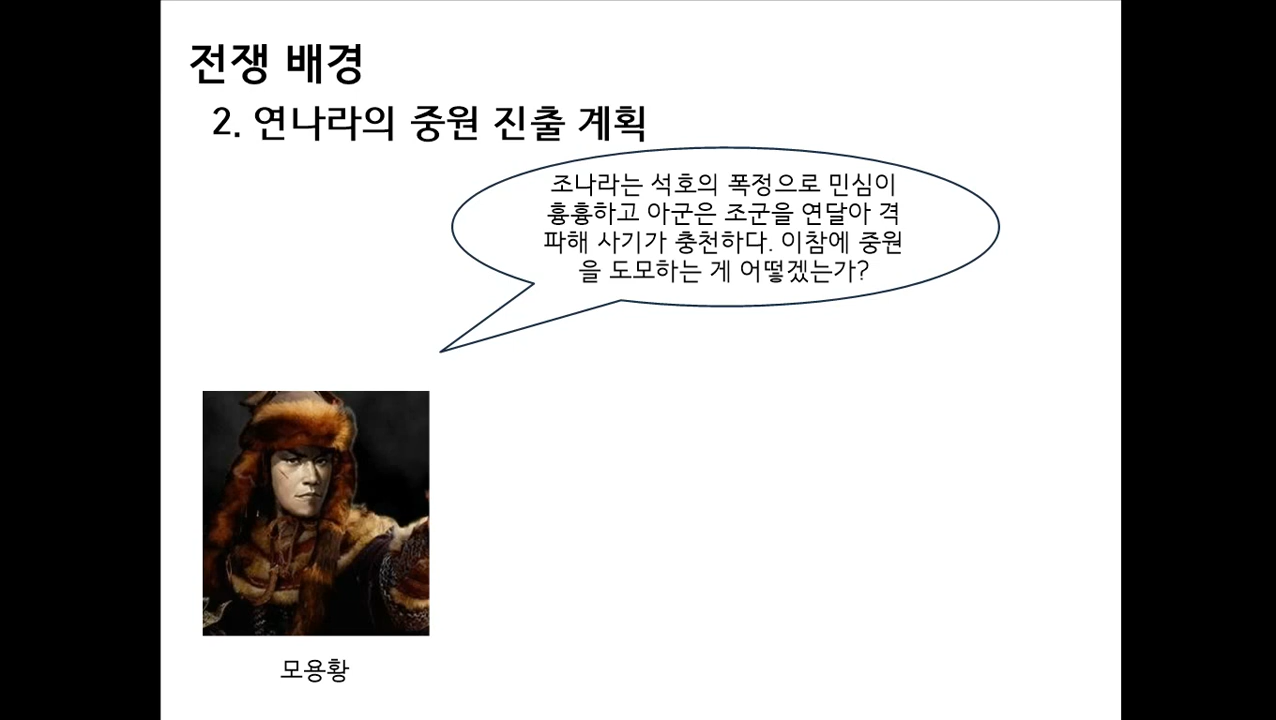 전쟁 배경
2. 연나라의 중원 진출 계획
조나라는 석호의 폭정으로 민심이
흉흉하고 아군은 조군을 연달아 격
파해 사기가 충천하다. 이참에 중원
을 도모하는 게 어떻겠는가?
모용황